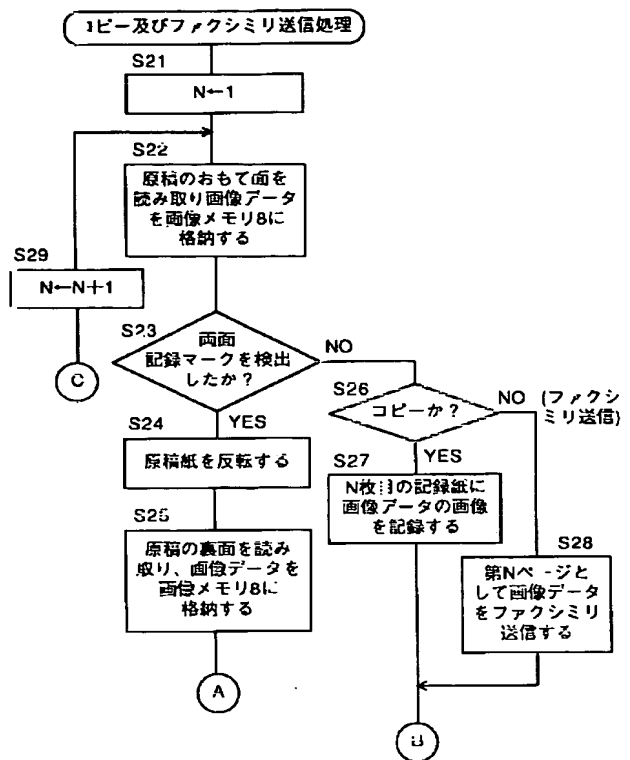 コピー及びファクシミリ送信処理
S21
N←1
S22
原稿のおもて面を
読み取り画像データ
を画像メモリ8に
格納する
S29
N←N+1
C
S23
両面
記録マークを検出
したか？
NO
YES
S24
原稿紙を反転する
S25
原稿の裏面を読み
取り、画像データを
画像メモリ8に
格納する
A
S26
コピーか？
NO (ファクシ
ミリ送信)
YES
S27
N枚目の記録紙に
画像データの画像
を記録する
S28
第Nページと
して画像データ
をファクシミリ
送信する
B